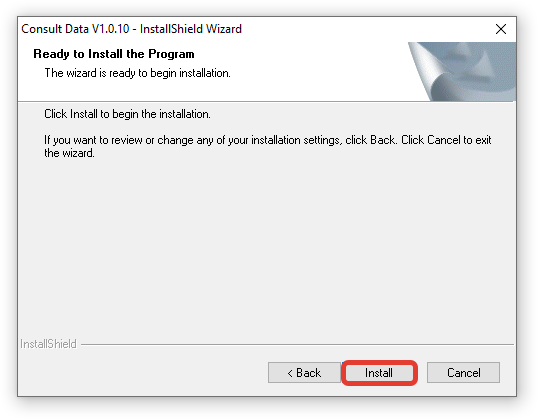 Consult Data V1.0.10 - InstallShield Wizard
Ready to Install the Program
The wizard is ready to begin installation.
Click Install to begin the installation.
If you want to review or change any of your installation settings, click Back. Click Cancel to exit
the wizard.
InstallShield
< Back
Install
Cancel